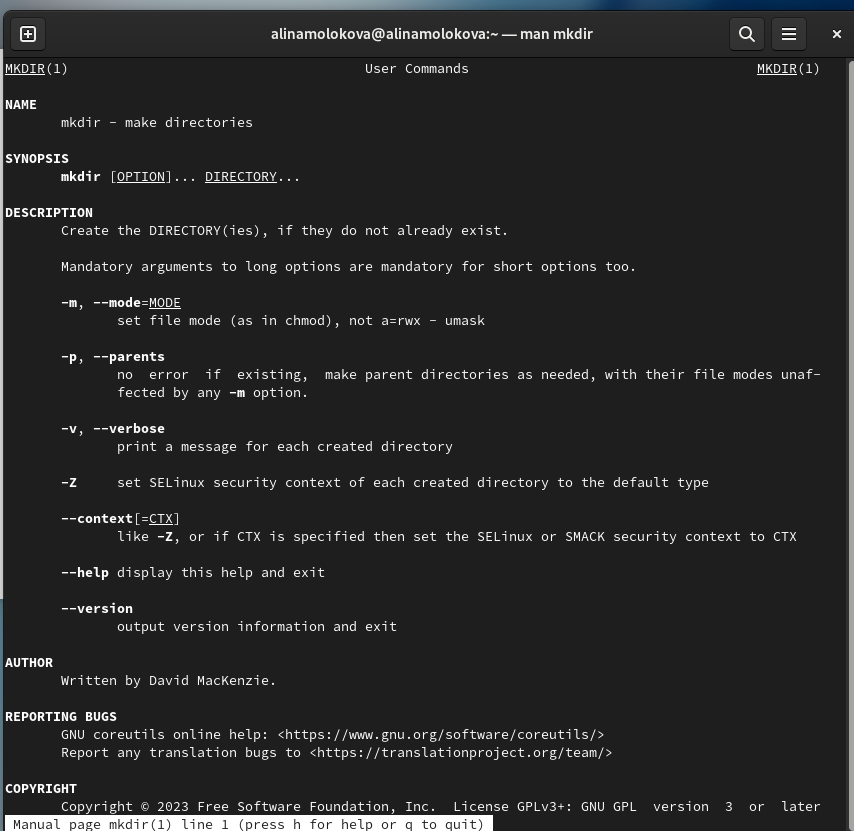 alinamolokova@alinamolokova:~ — man mkdir
MKDIR(1) User Commands MKDIR(1)
NAME
mkdir - make directories
SYNOPSIS
mkdir [OPTION]... DIRECTORY...
DESCRIPTION
Create the DIRECTORY(ies), if they do not already exist.
Mandatory arguments to long options are mandatory for short options too.
-m, --mode=MODE
set file mode (as in chmod), not a=rwx - umask
-p, --parents
no error if existing, make parent directories as needed, with their file modes unaf-
fected by any -m option.
-v, --verbose
print a message for each created directory
-Z set SELinux security context of each created directory to the default type
--context[=CTX]
like -Z, or if CTX is specified then set the SELinux or SMACK security context to CTX
--help display this help and exit
--version
output version information and exit
AUTHOR
Written by David MacKenzie.
REPORTING BUGS
GNU coreutils online help: <https://www.gnu.org/software/coreutils/>
Report any translation bugs to <https://translationproject.org/team/>
COPYRIGHT
Copyright © 2023 Free Software Foundation, Inc. License GPLv3+: GNU GPL version 3 or later
Manual page mkdir(1) line 1 (press h for help or q to quit)